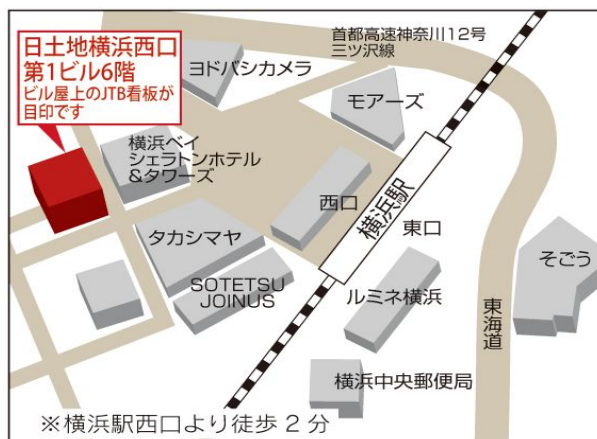 日土地横浜西口
第1ビル6階
ビル屋上のJTB看板が
目印です
首都高速神奈川12号
三ツ沢線
ヨドバシカメラ
モアーズ
横浜ベイ
シェラトンホテル
&タワーズ
西口
横浜駅
東口
タカシマヤ
そごう
SOTETSU
JOINUS
ルミネ横浜
東海道
横浜中央郵便局
※横浜駅西口より徒歩2分